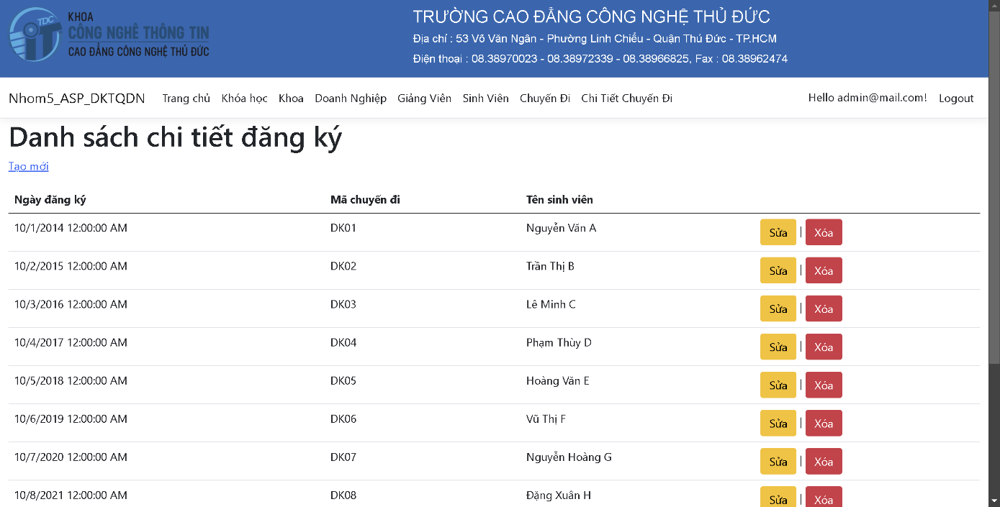 TDC
IT
KHOA
CÔNG NGHỆ THÔNG TIN
CAO ĐẲNG CÔNG NGHỆ THỦ ĐỨC
TRƯỜNG CAO ĐẲNG CÔNG NGHỆ THỦ ĐỨC
Địa chỉ : 53 Võ Văn Ngân - Phường Linh Chiểu - Quận Thủ Đức - TP.HCM
Điện thoại : 08.38970023 - 08.38972339 - 08.38966825, Fax : 08.38962474
Nhom5_ASP_DKTQDN Trang chủ Khóa học Khoa Doanh Nghiệp Giảng Viên Sinh Viên Chuyến Đi Chi Tiết Chuyến Đi Hello admin@mail.com! Logout
Danh sách chi tiết đăng ký
Tạo mới
Ngày đăng ký Mã chuyến đi Tên sinh viên
10/1/2014 12:00:00 AM DK01 Nguyễn Văn A Sửa | Xóa
10/2/2015 12:00:00 AM DK02 Trần Thị B Sửa | Xóa
10/3/2016 12:00:00 AM DK03 Lê Minh C Sửa | Xóa
10/4/2017 12:00:00 AM DK04 Phạm Thùy D Sửa | Xóa
10/5/2018 12:00:00 AM DK05 Hoàng Văn E Sửa | Xóa
10/6/2019 12:00:00 AM DK06 Vũ Thị F Sửa | Xóa
10/7/2020 12:00:00 AM DK07 Nguyễn Hoàng G Sửa | Xóa
10/8/2021 12:00:00 AM DK08 Đặng Xuân H Sửa | Xóa